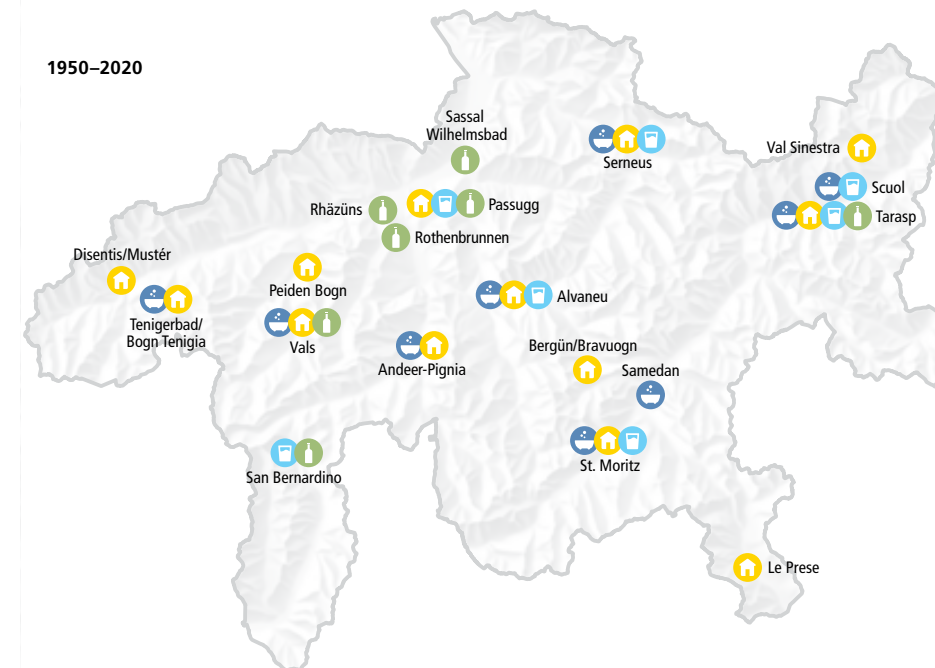 1950–2020
Sassal
Wilhelmsbad
Serneus
Val Sinestra
Scuol
Tarasp
Rhäzüns
Passugg
Rothenbrunnen
Disentis/Mustér
Peiden Bogn
Tenigerbad/
Bogn Tenigia
Vals
Alvaneu
Andeer-Pignia
Bergün/Bravuogn
Samedan
St. Moritz
San Bernardino
Le Prese